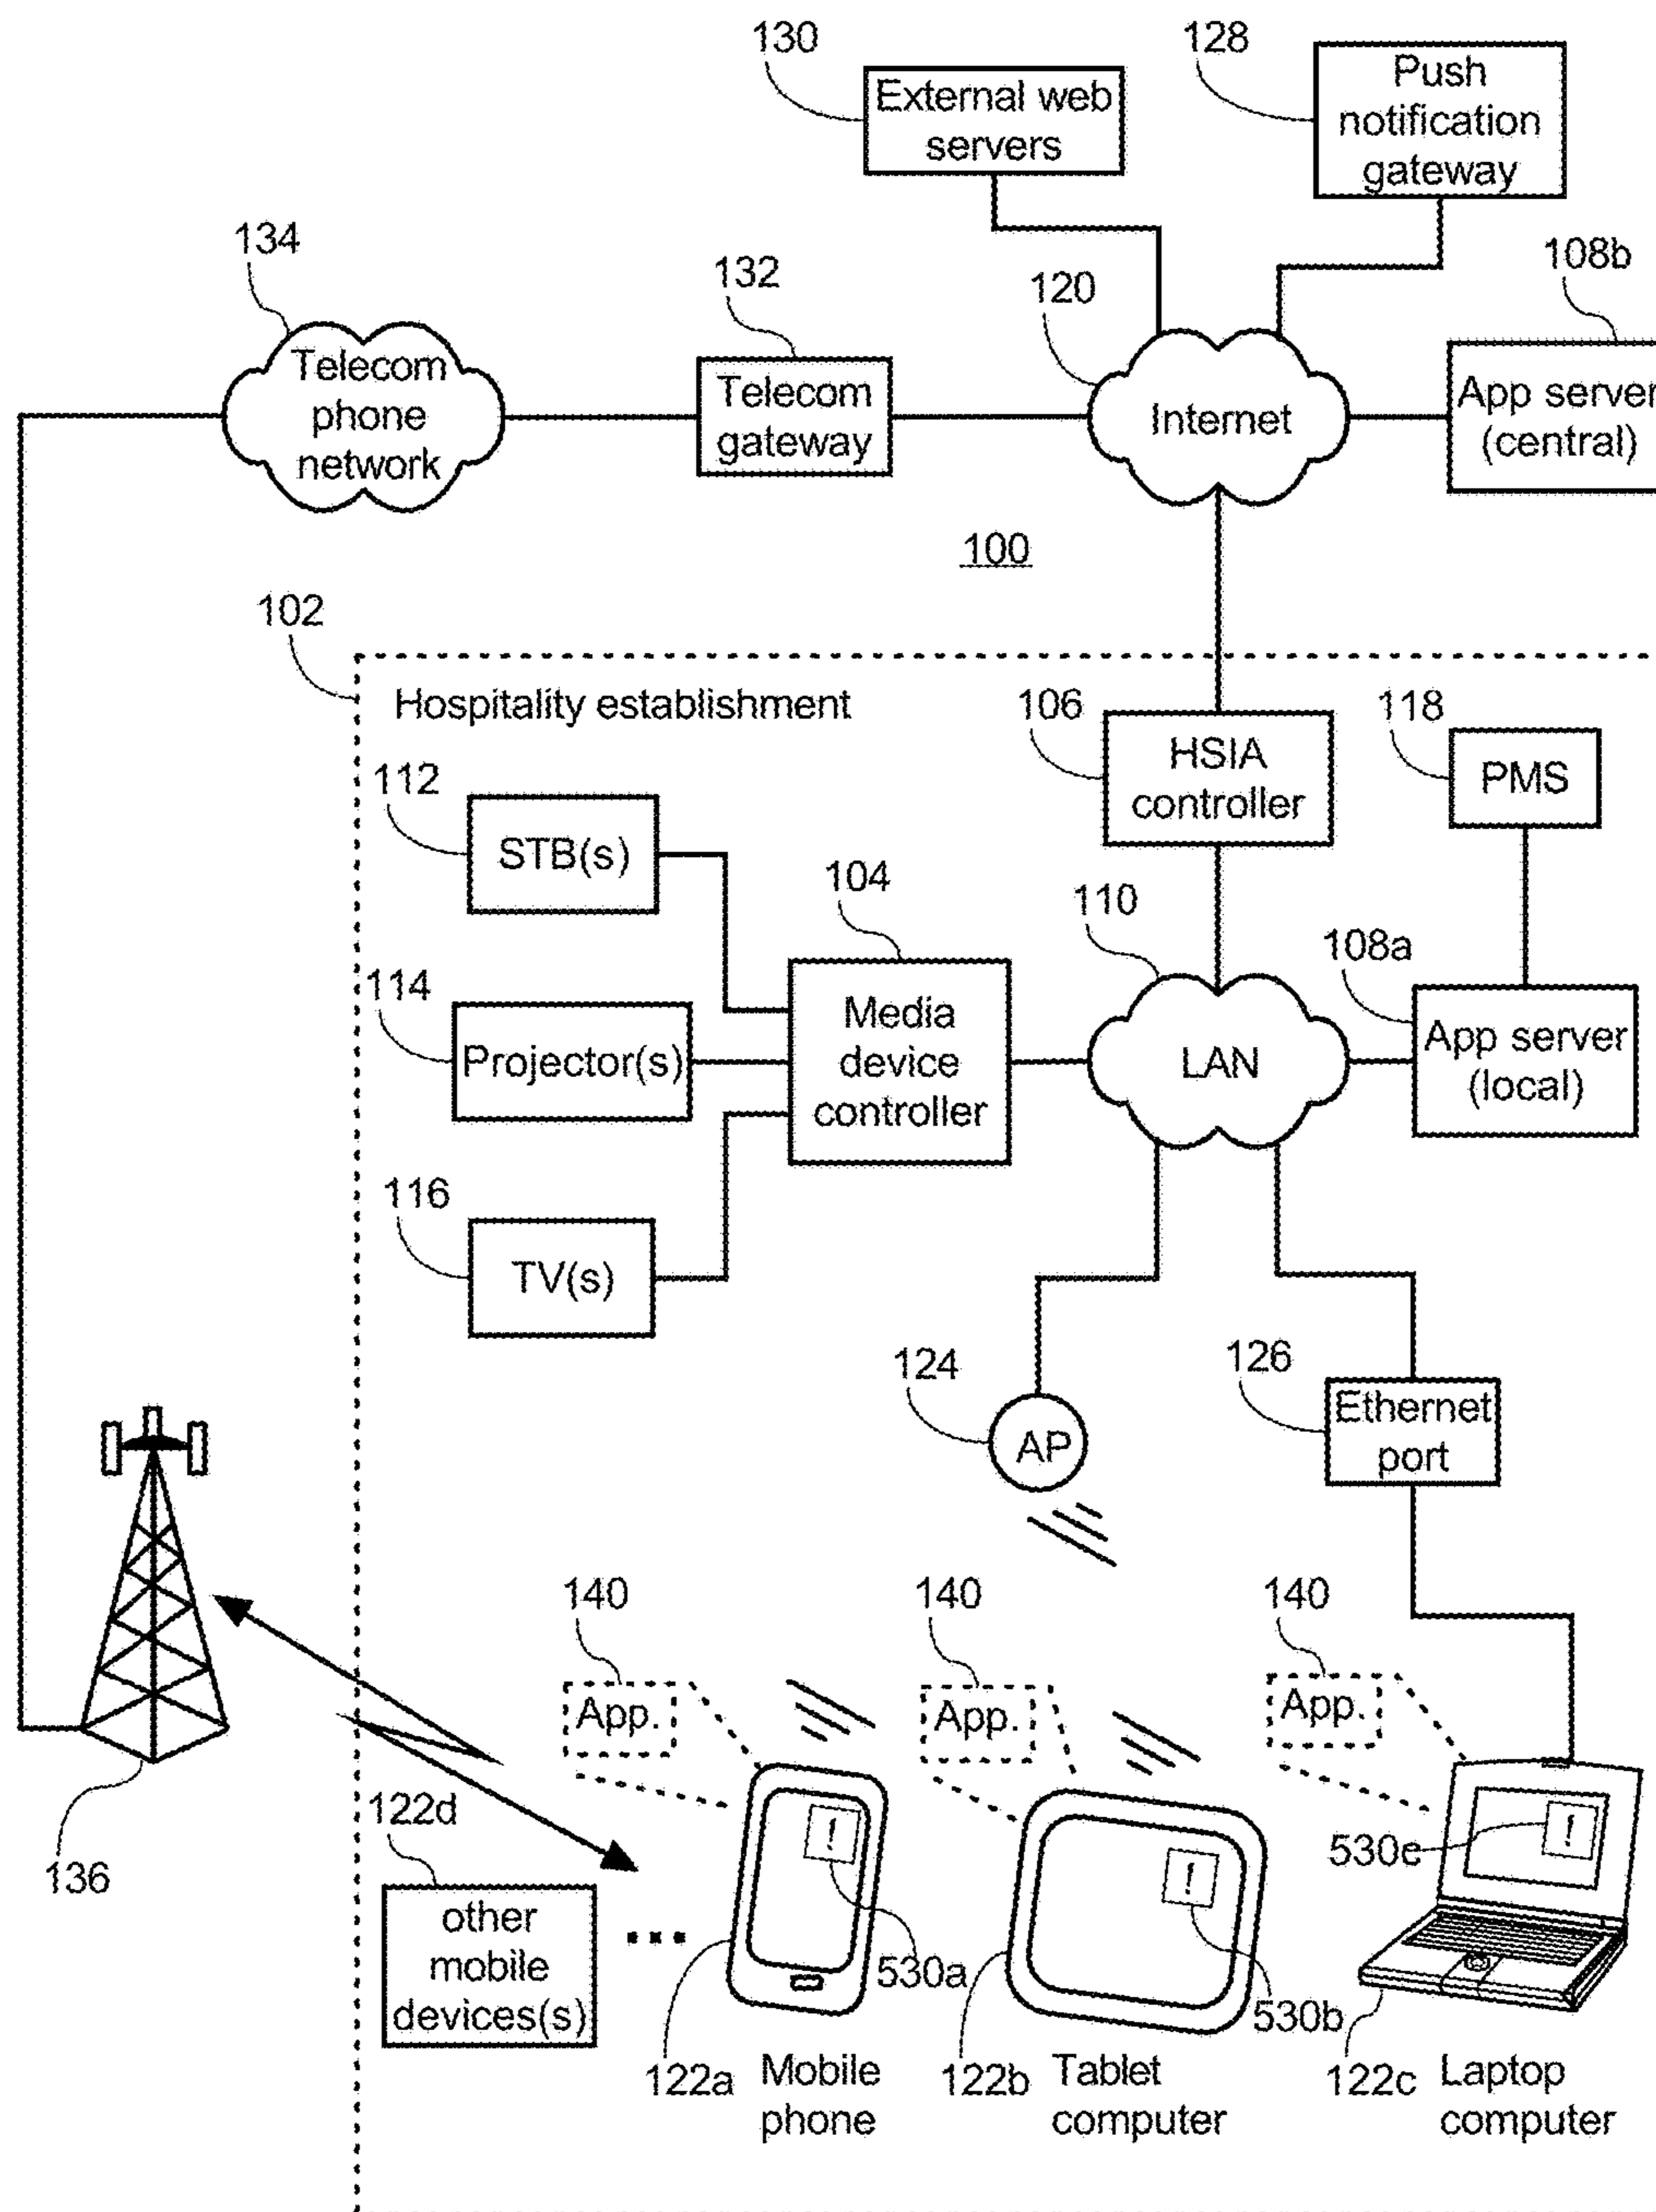 130
External web
servers
128
Push
notification
gateway
134
Telecom
phone
network
132
Telecom
gateway
120
Internet
108b
App server
(central)
100
102
Hospitality establishment
106
HSIA
controller
118
PMS
112
STB(s)
104
Media
device
controller
110
LAN
108a
App server
(local)
114
Projector(s)
116
TV(s)
124
AP
126
Ethernet
port
136
140
App.
140
App.
140
App.
122d
other
mobile
devices(s)
...
!
530a
!
530b
!
530e
122a
Mobile
phone
122b
Tablet
computer
122c
Laptop
computer